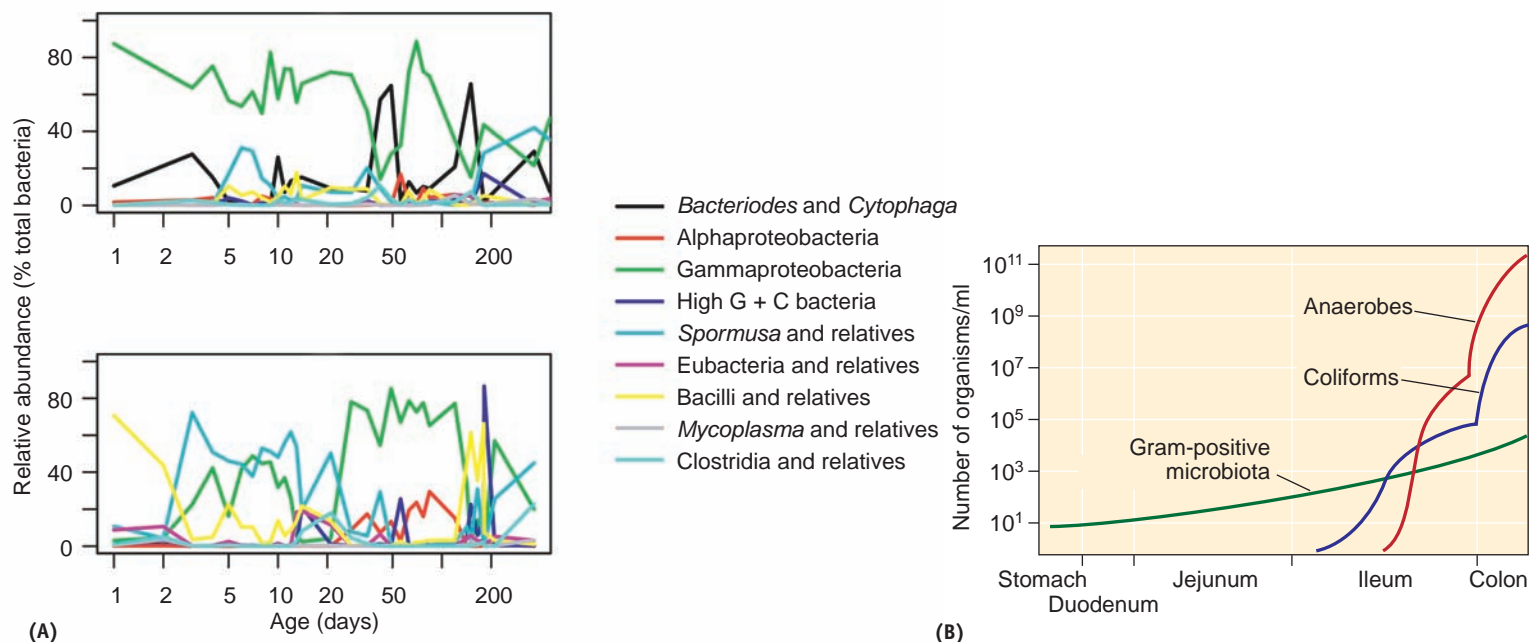 Relative abundance (% total bacteria)
80
40
0
1 2 5 10 20 50 200
80
40
0
1 2 5 10 20 50 200
Age (days)
(A)
Bacteriodes and Cytophaga
Alphaproteobacteria
Gammaproteobacteria
High G + C bacteria
Spormusa and relatives
Eubacteria and relatives
Bacilli and relatives
Mycoplasma and relatives
Clostridia and relatives
Number of organisms/ml
10¹¹
10⁹
10⁷
10⁵
10³
10¹
Anaerobes
Coliforms
Gram-positive
microbiota
Stomach
Duodenum
Jejunum
Ileum
Colon
(B)